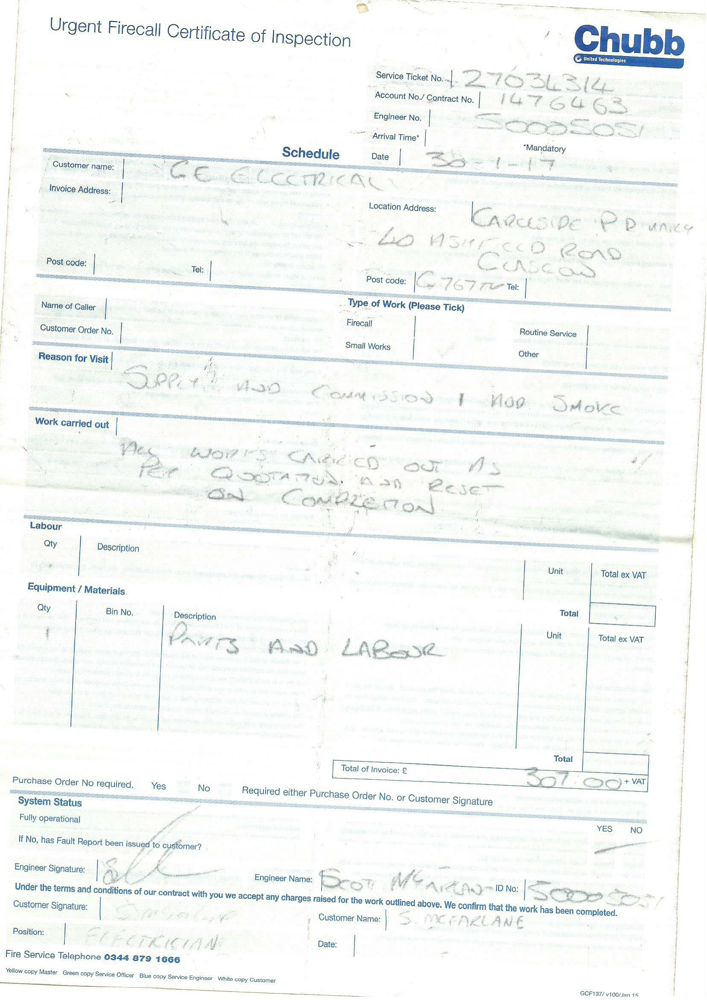 Urgent Firecall Certificate of Inspection
Chubb
United Technologies
Service Ticket No. 27034314
Account No./ Contract No. 1476463
Engineer No. 50005051
Arrival Time*
*Mandatory
Schedule
Date 30-1-17
Customer name: GE ELECTRICAL
Invoice Address:
Location Address: CARCLSIDE PRIMARY
40 ASHFIELD ROAD
GLASGOW
Post code:
Tel:
Post code: G767TU Tel:
Name of Caller
Type of Work (Please Tick)
Firecall
Routine Service
Customer Order No.
Small Works
Other
Reason for Visit
SUPPLY AND COMMISSION 1 ADD SMOKE
Work carried out
ALL WORKS CARRIED OUT AS
PER QUOTATION. AND RESET
ON COMPLETION
Labour
Qty Description
Unit Total ex VAT
Equipment / Materials
Total
Qty Bin No. Description
Unit Total ex VAT
1 PARTS AND LABOUR
Total
Total of Invoice: £ 307:00 + VAT
Purchase Order No required. Yes No Required either Purchase Order No. or Customer Signature
System Status
Fully operational
YES NO
If No, has Fault Report been issued to customer?
Engineer Signature:
Engineer Name: SCOTT MCFARLAN ID No: 50005051
Under the terms and conditions of our contract with you we accept any charges raised for the work outlined above. We confirm that the work has been completed.
Customer Signature:
Customer Name: S. MCFARLANE
Position: ELECTRICIAN
Date:
Fire Service Telephone 0344 879 1666
Yellow copy Master Green copy Service Officer Blue copy Service Engineer White copy Customer
GCF137/ v100/Jan 15